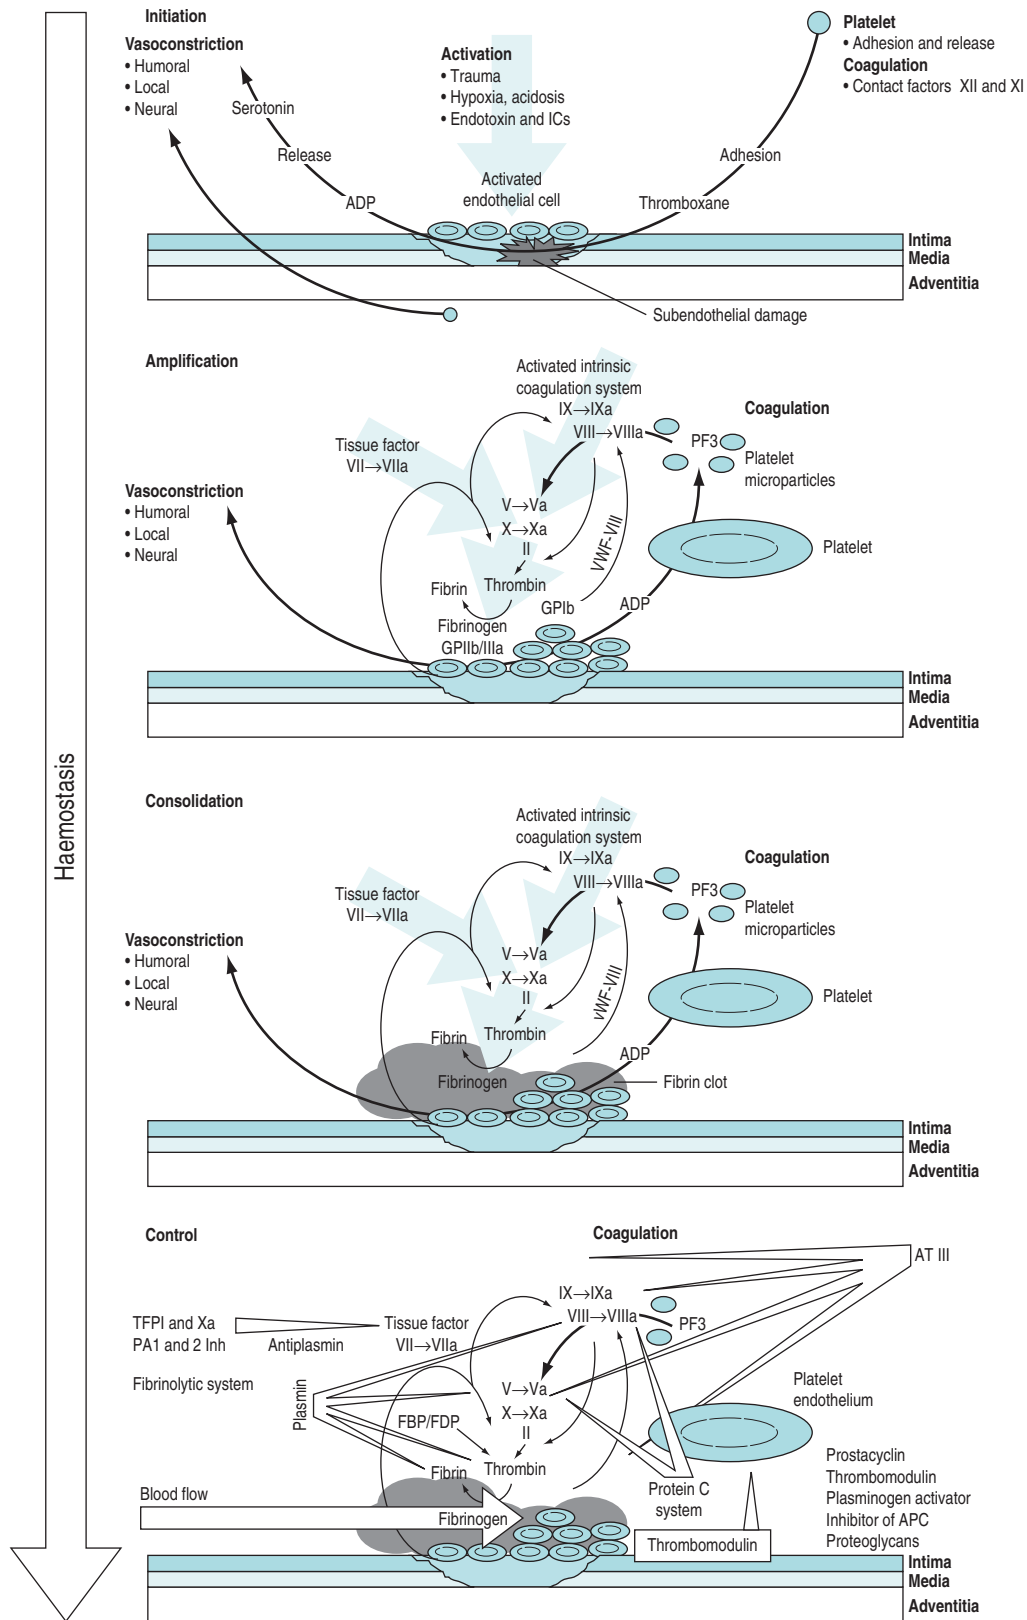 Haemostasis
Initiation
Vasoconstriction
• Humoral
• Local
• Neural
Serotonin
Release
ADP
Activation
• Trauma
• Hypoxia, acidosis
• Endotoxin and ICs
Activated
endothelial cell
Platelet
• Adhesion and release
Coagulation
• Contact factors XII and XI
Adhesion
Thromboxane
Intima
Media
Adventitia
Subendothelial damage
Amplification
Activated intrinsic
coagulation system
IX→IXa
VIII→VIIIa
Coagulation
PF3
Platelet
microparticles
Tissue factor
VII→VIIa
Vasoconstriction
• Humoral
• Local
• Neural
V→Va
X→Xa
II
Thrombin
Fibrin
Fibrinogen
GPIIb/IIIa
GPIb
VWF-VIII
ADP
Platelet
Intima
Media
Adventitia
Consolidation
Activated intrinsic
coagulation system
IX→IXa
VIII→VIIIa
Coagulation
PF3
Platelet
microparticles
Tissue factor
VII→VIIa
Vasoconstriction
• Humoral
• Local
• Neural
V→Va
X→Xa
II
Thrombin
Fibrin
Fibrinogen
vWF-VIII
ADP
Platelet
Fibrin clot
Intima
Media
Adventitia
Control
Coagulation
AT III
IX→IXa
VIII→VIIIa
PF3
TFPI and Xa
PA1 and 2 Inh
Antiplasmin
Tissue factor
VII→VIIa
Fibrinolytic system
Plasmin
V→Va
X→Xa
II
FBP/FDP
Thrombin
Fibrin
Platelet
endothelium
Blood flow
Fibrinogen
Protein C
system
Thrombomodulin
Prostacyclin
Thrombomodulin
Plasminogen activator
Inhibitor of APC
Proteoglycans
Intima
Media
Adventitia